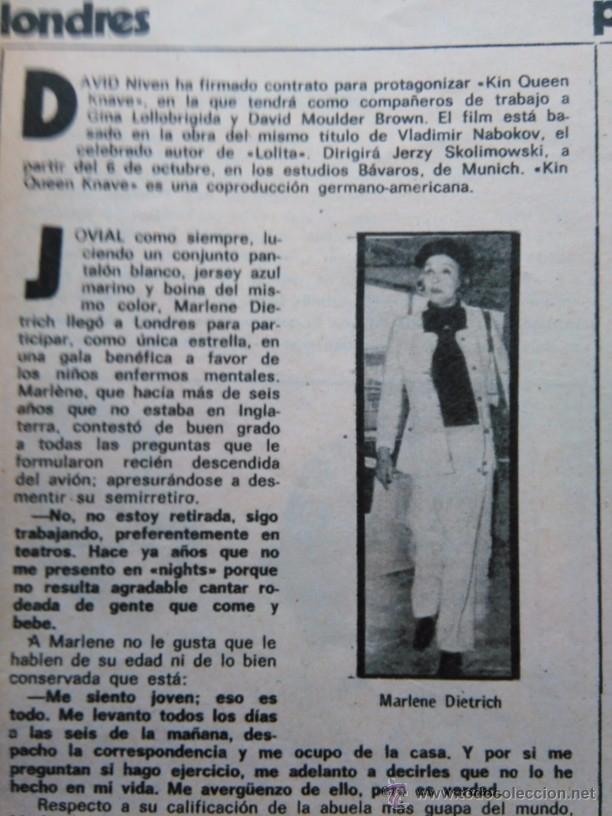 londres
p
DAVID Niven ha firmado contrato para protagonizar «Kin Queen
Knave», en la que tendrá como compañeros de trabajo a
Gina Lollobrigida y David Moulder Brown. El film está ba-
sado en la obra del mismo título de Vladimir Nabokov, el
celebrado autor de «Lolita». Dirigirá Jerzy Skolimowski, a
partir del 6 de octubre, en los estudios Bávaros, de Munich. «Kin
Queen Knave» es una coproducción germano-americana.
JOVIAL como siempre, lu-
ciendo un conjunto pan-
talón blanco, jersey azul
marino y boina del mis-
mo color, Marlene Die-
trich llegó a Londres para par-
ticipar, como única estrella, en
una gala benéfica a favor de
los niños enfermos mentales.
Marlène, que hacía más de seis
años que no estaba en Ingla-
terra, contestó de buen grado
a todas las preguntas que le
formularon recién descendida
del avión; apresurándose a des-
mentir su semirretiro.
—No, no estoy retirada, sigo
trabajando, preferentemente en
teatros. Hace ya años que no
me presento en «nights» porque
no resulta agradable cantar ro-
deada de gente que come y
bebe.
A Marlene no le gusta que le
hablen de su edad ni de lo bien
conservada que está:
—Me siento joven; eso es
todo. Me levanto todos los días
a las seis de la mañana, des-
pacho la correspondencia y me ocupo de la casa. Y por si me
preguntan si hago ejercicio, me adelanto a decirles que no lo he
hecho en mi vida. Me avergüenzo de ello, pero es verdad.
Respecto a su calificación de la abuela más guapa del mundo,
Marlene Dietrich
www.todocoleccion.net